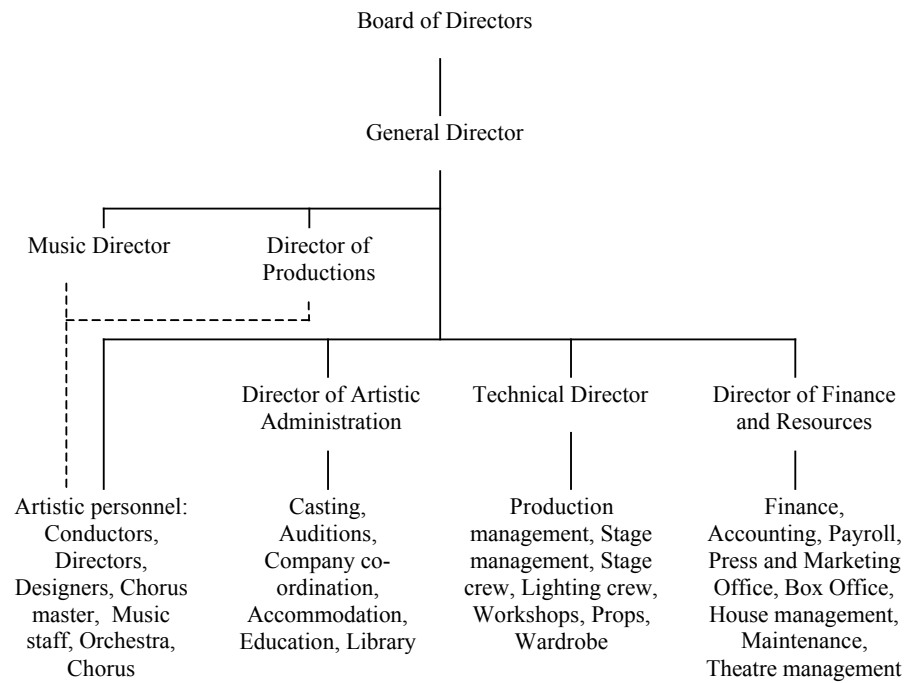 Board of Directors
General Director
Music Director
Director of
Productions
Director of Artistic
Administration
Technical Director
Director of Finance
and Resources
Artistic personnel:
Conductors,
Directors,
Designers, Chorus
master, Music
staff, Orchestra,
Chorus
Casting,
Auditions,
Company co-
ordination,
Accommodation,
Education, Library
Production
management, Stage
management, Stage
crew, Lighting crew,
Workshops, Props,
Wardrobe
Finance,
Accounting, Payroll,
Press and Marketing
Office, Box Office,
House management,
Maintenance,
Theatre management